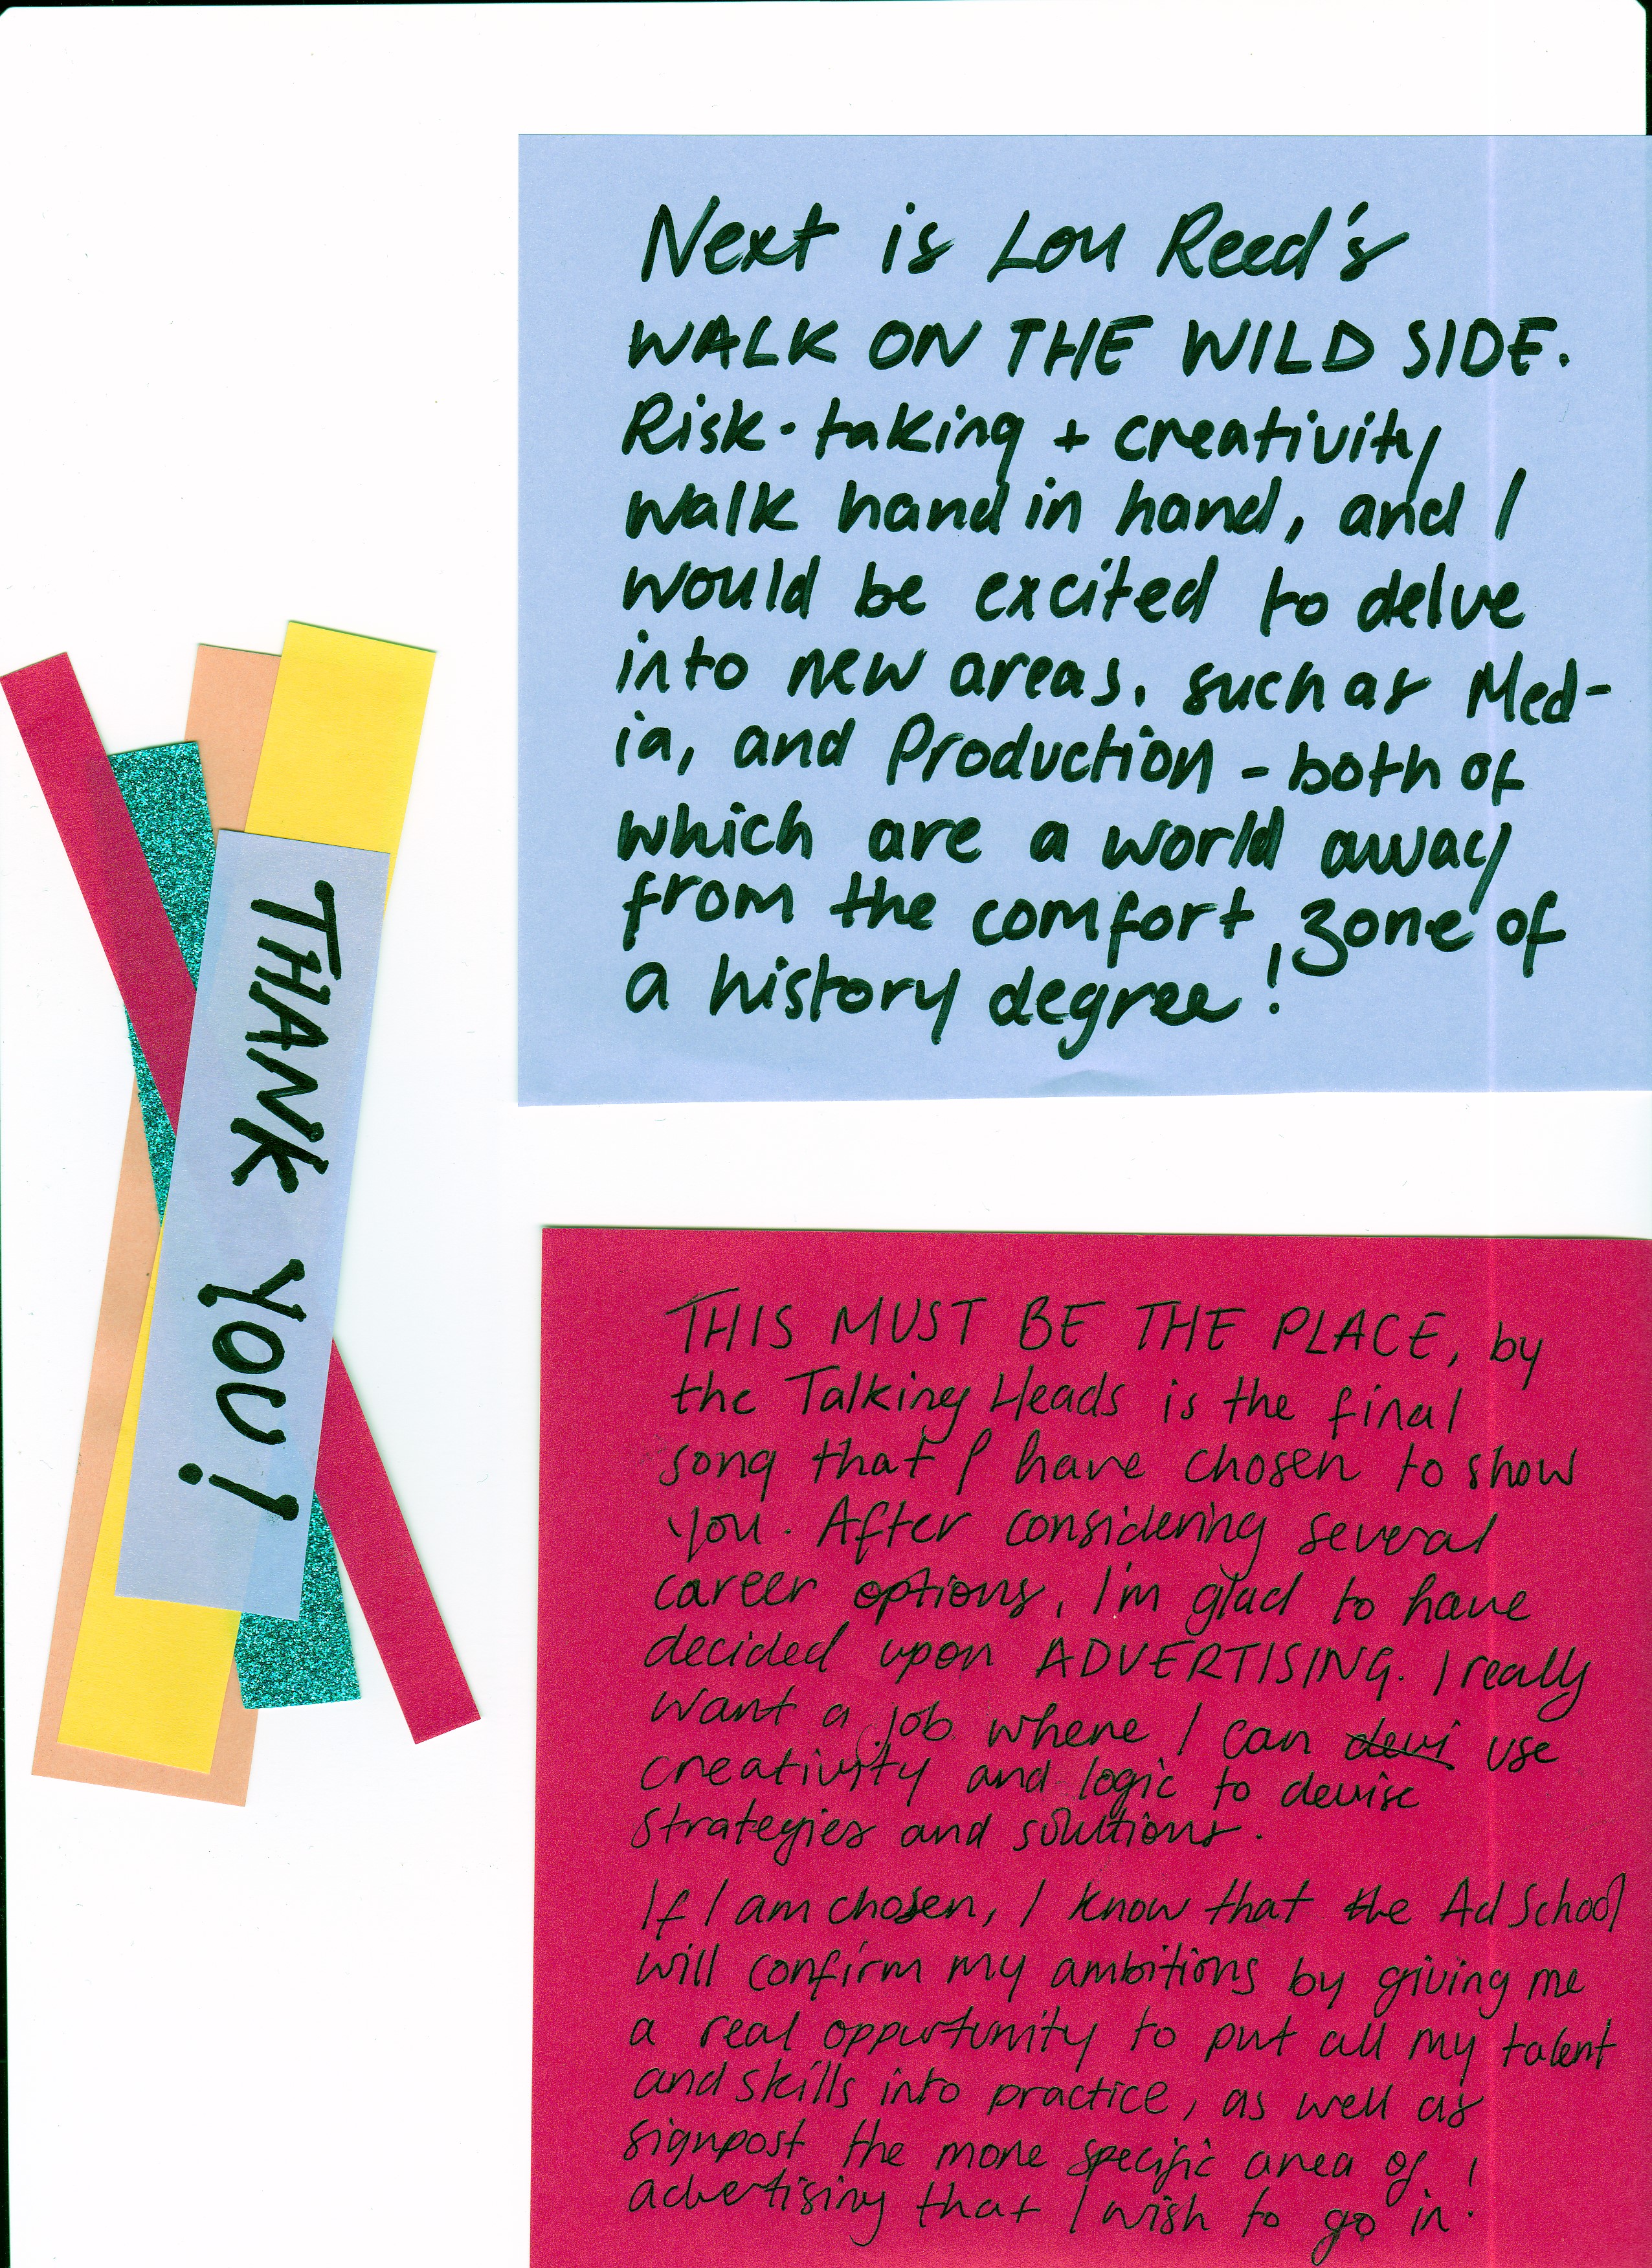 Next is Lou Reed's
WALK ON THE WILD SIDE.
Risk-taking + creativity
walk hand in hand, and I
would be excited to delve
into new areas, such as Med-
ia, and Production - both of
which are a world away
from the comfort zone of
a history degree!
THANK YOU!
THIS MUST BE THE PLACE, by
the Talking Heads is the final
song that I have chosen to show
you. After considering several
career options, I'm glad to have
decided upon ADVERTISING. I really
want a job where I can devi use
creativity and logic to devise
strategies and solutions.
If I am chosen, I know that the Ad School
will confirm my ambitions by giving me
a real opportunity to put all my talent
and skills into practice, as well as
signpost the more specific area of
advertising that I wish to go in!